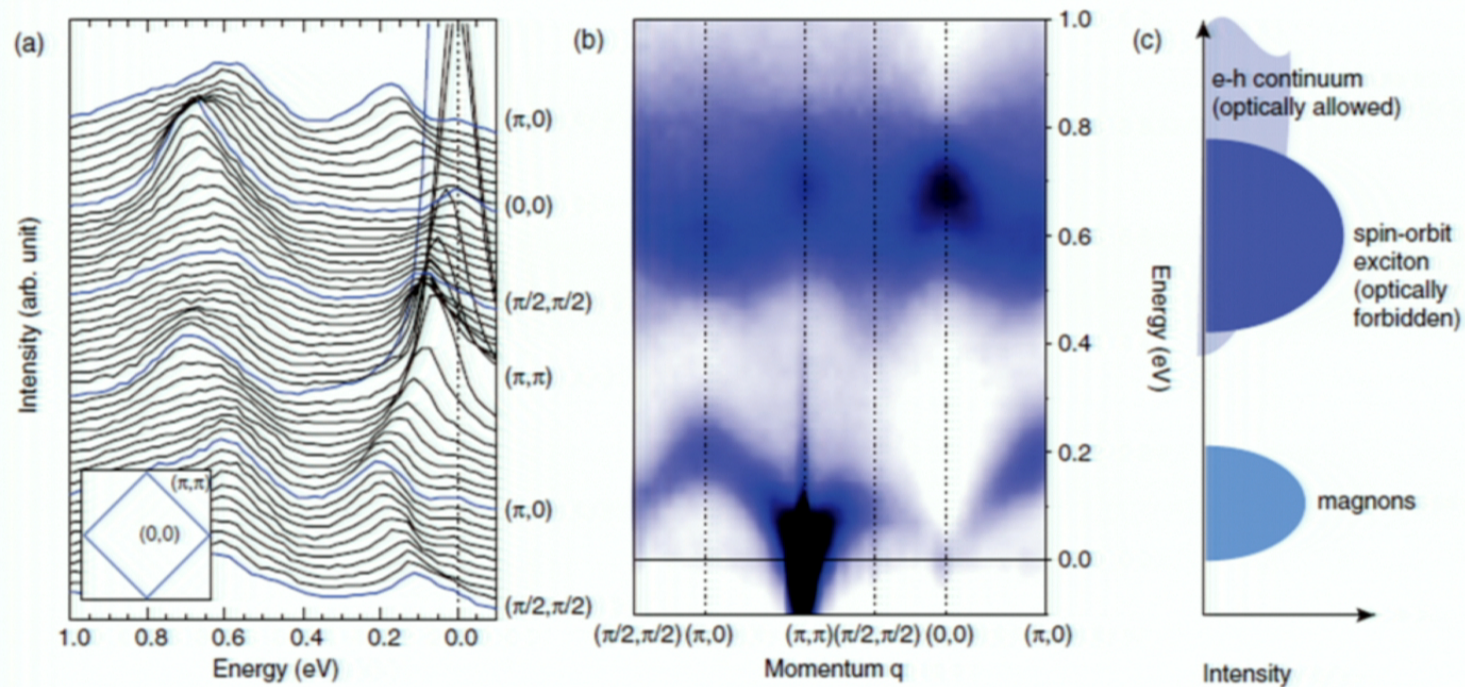 (a)
Intensity (arb. unit)
(π,0)
(0,0)
(π/2,π/2)
(π,π)
(π,0)
(π/2,π/2)
(π,π)
(0,0)
1.0 0.8 0.6 0.4 0.2 0.0
Energy (eV)
(b)
1.0
0.8
0.6
0.4
0.2
0.0
Energy (eV)
(π/2,π/2) (π,0) (π,π) (π/2,π/2) (0,0) (π,0)
Momentum q
(c)
e-h continuum
(optically allowed)
spin-orbit
exciton
(optically
forbidden)
magnons
Intensity